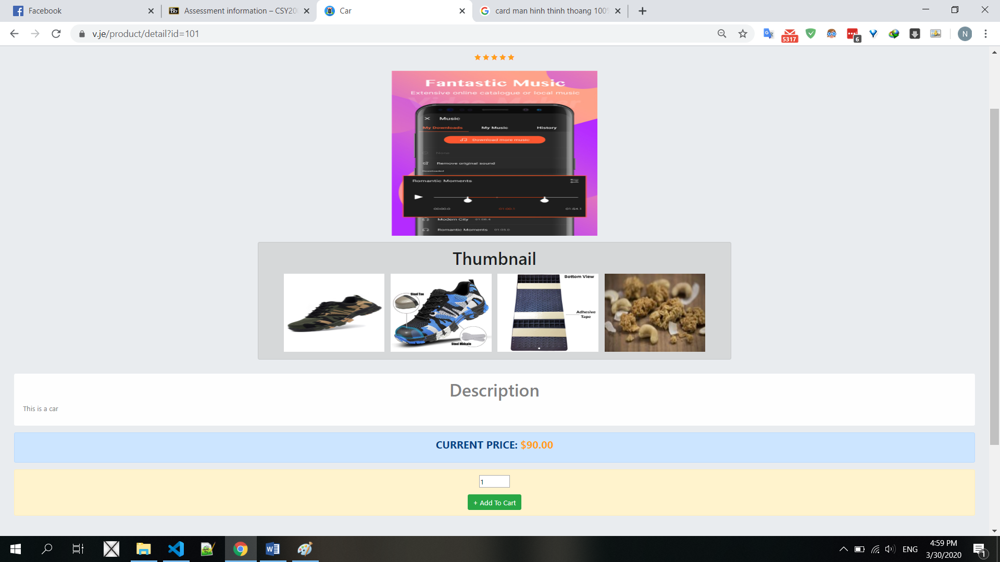 Facebook
Bb
Assessment information – CSY20
Car
card man hinh thinh thoang 100%
v.je/product/detail?id=101
5317
6
N
Fantastic Music
Extensive online catalogue or local music
Video Maker
Music
My Downloads
My Music
History
Download more music
None
Remove original sound
Downloaded
Romantic Moments
00:00.0
01:00.1
Modern City
01:06.4
Romantic Moments
01:05.0
Thumbnail
Steel Toe
Steel Midsole
Bottom View
Adhesive
Tape
Description
This is a car
CURRENT PRICE: $90.00
1
+ Add To Cart
W
ENG
4:59 PM
3/30/2020
1